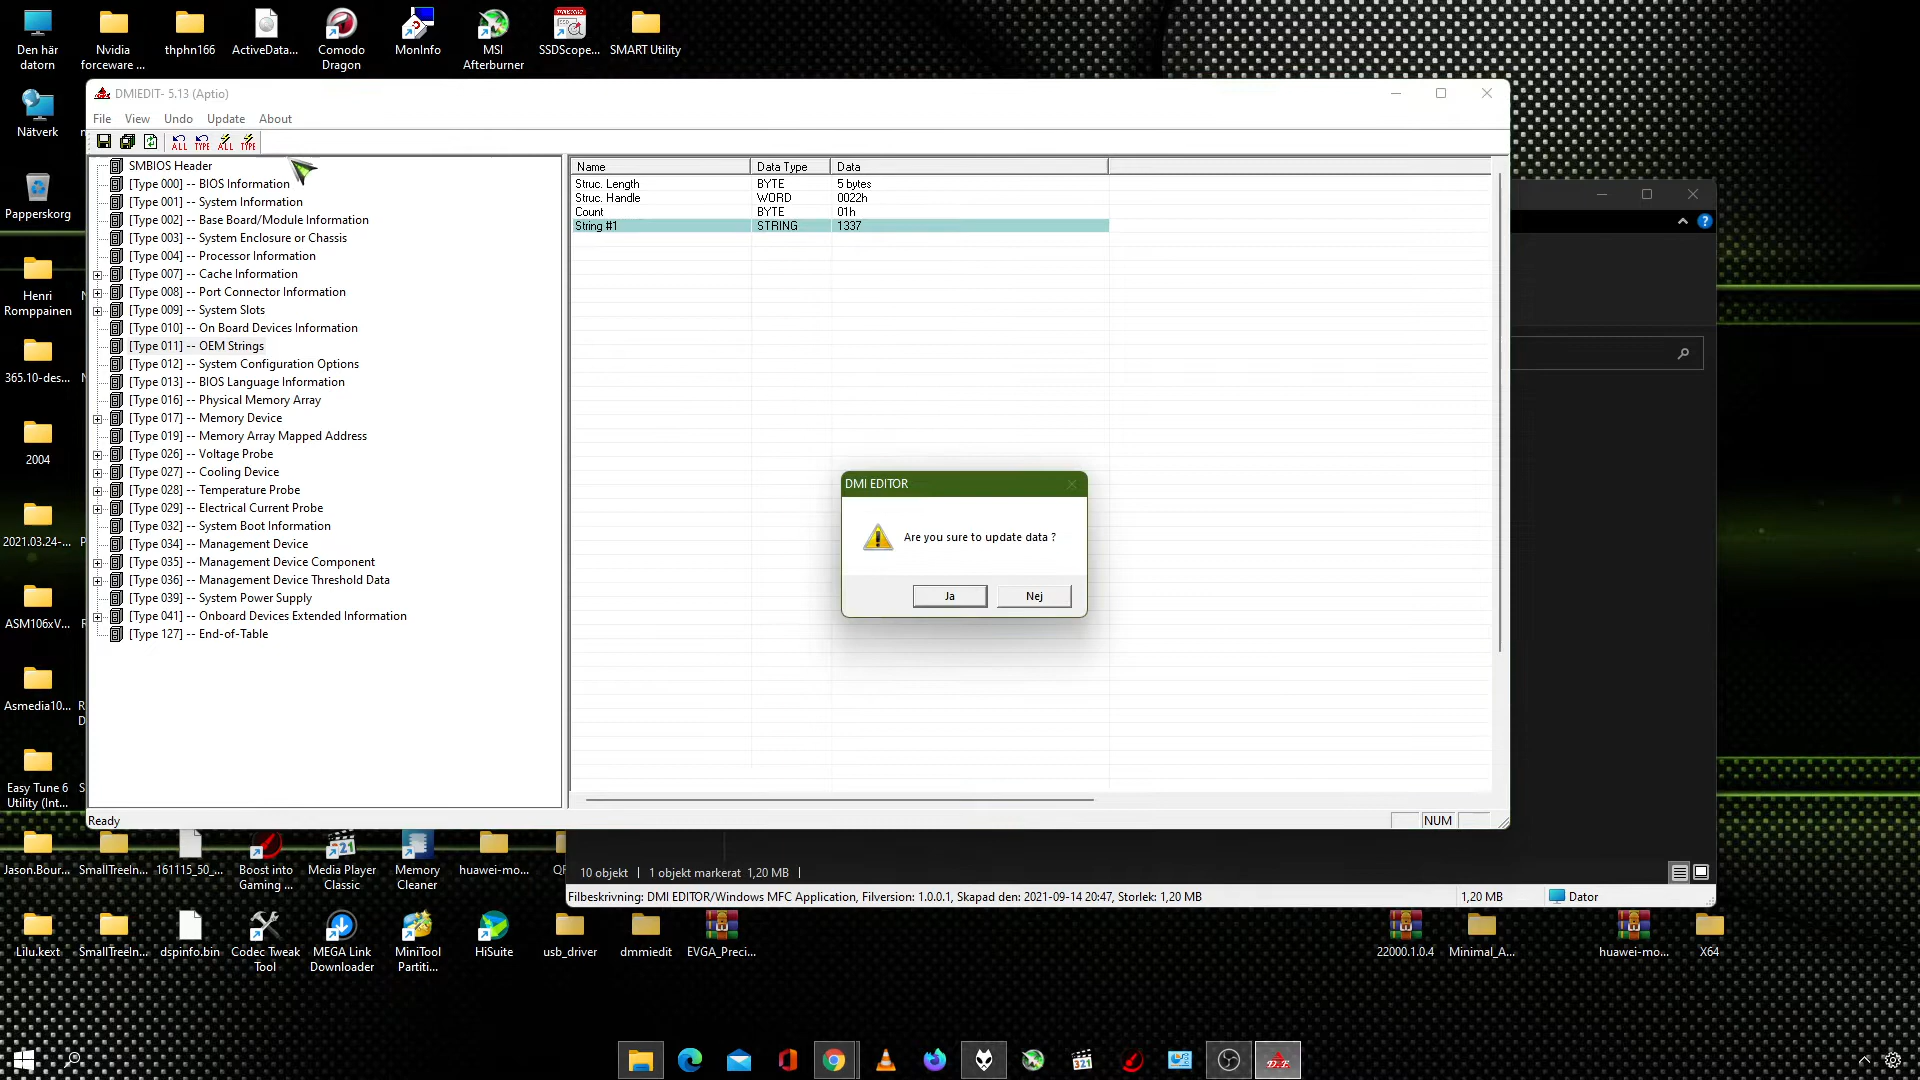 Den här
datorn
Nvidia
forceware ...
thphn166
ActiveData...
Comodo
Dragon
MonInfo
MSI
Afterburner
SSDScope...
SMART Utility
DMIEDIT- 5.13 (Aptio)
File View Undo Update About
ALL TYPE ALL TYPE
Nätverk
Papperskorg
Henri
Romppainen
365.10-des...
2004
2021.03.24-...
ASM106xV...
Asmedia10...
Easy Tune 6
Utility (Int...
SMBIOS Header
[Type 000] -- BIOS Information
[Type 001] -- System Information
[Type 002] -- Base Board/Module Information
[Type 003] -- System Enclosure or Chassis
[Type 004] -- Processor Information
[Type 007] -- Cache Information
[Type 008] -- Port Connector Information
[Type 009] -- System Slots
[Type 010] -- On Board Devices Information
[Type 011] -- OEM Strings
[Type 012] -- System Configuration Options
[Type 013] -- BIOS Language Information
[Type 016] -- Physical Memory Array
[Type 017] -- Memory Device
[Type 019] -- Memory Array Mapped Address
[Type 026] -- Voltage Probe
[Type 027] -- Cooling Device
[Type 028] -- Temperature Probe
[Type 029] -- Electrical Current Probe
[Type 032] -- System Boot Information
[Type 034] -- Management Device
[Type 035] -- Management Device Component
[Type 036] -- Management Device Threshold Data
[Type 039] -- System Power Supply
[Type 041] -- Onboard Devices Extended Information
[Type 127] -- End-of-Table
Name Data Type Data
Struc. Length BYTE 5 bytes
Struc. Handle WORD 0022h
Count BYTE 01h
String #1 STRING 1337
DMI EDITOR
Are you sure to update data ?
Ja Nej
Ready
NUM
10 objekt 1 objekt markerat 1,20 MB
Filbeskrivning: DMI EDITOR/Windows MFC Application, Filversion: 1.0.0.1, Skapad den: 2021-09-14 20:47, Storlek: 1,20 MB
1,20 MB
Dator
Jason.Bour...
SmallTreeIn...
161115_50_...
Boost into
Gaming ...
Media Player
Classic
Memory
Cleaner
huawei-mo...
Lilu.kext
SmallTreeIn...
dspinfo.bin
Codec Tweak
Tool
MEGA Link
Downloader
MiniTool
Partiti...
HiSuite
usb_driver
dmmiedit
EVGA_Preci...
22000.1.0.4
Minimal_A...
huawei-mo...
X64